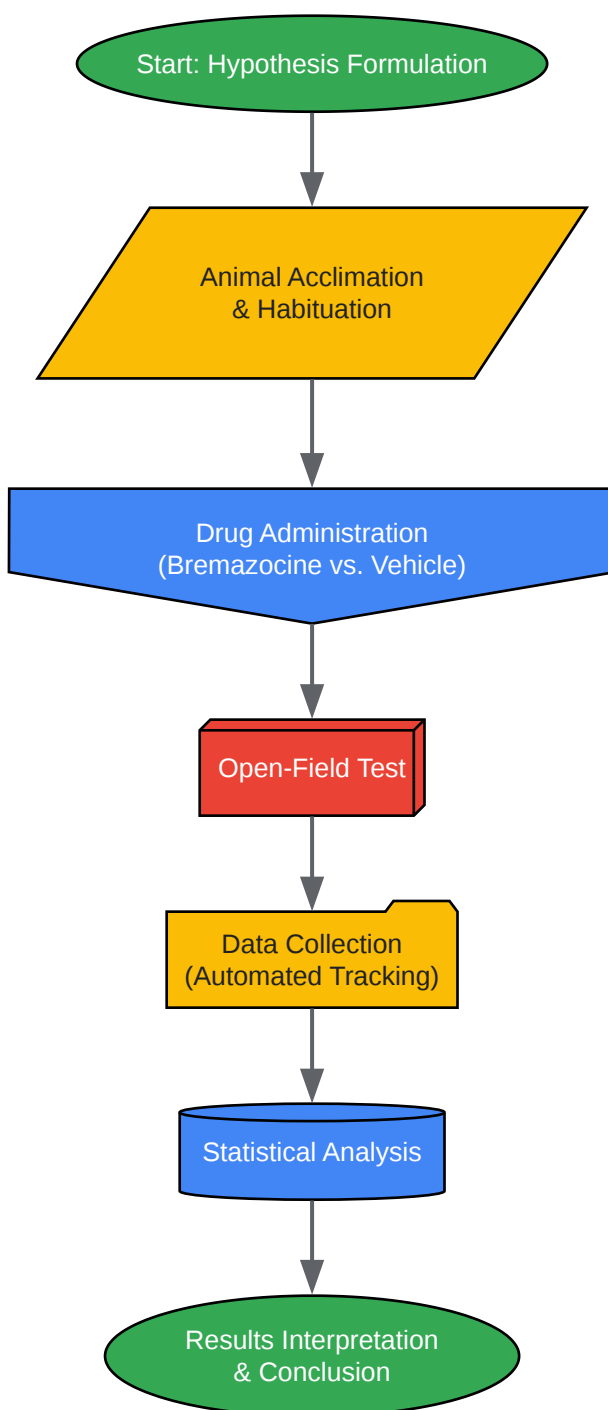 Start: Hypothesis Formulation
Animal Acclimation
& Habituation
Drug Administration
(Bremazocine vs. Vehicle)
Open-Field Test
Data Collection
(Automated Tracking)
Statistical Analysis
Results Interpretation
& Conclusion